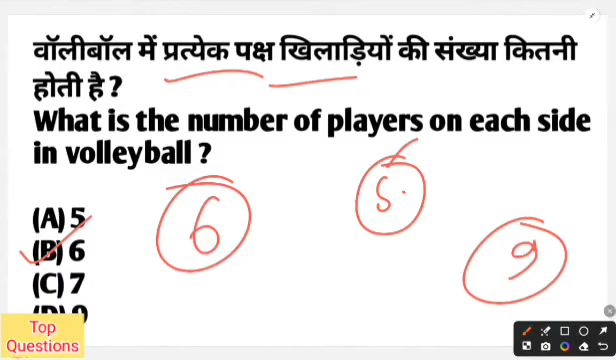 वॉलीबॉल में प्रत्येक पक्ष खिलाड़ियों की संख्या कितनी
होती है ?
What is the number of players on each side
in volleyball ?
(A) 5
(B) 6
(C) 7
(D) 9
6
5
9
Top
Questions